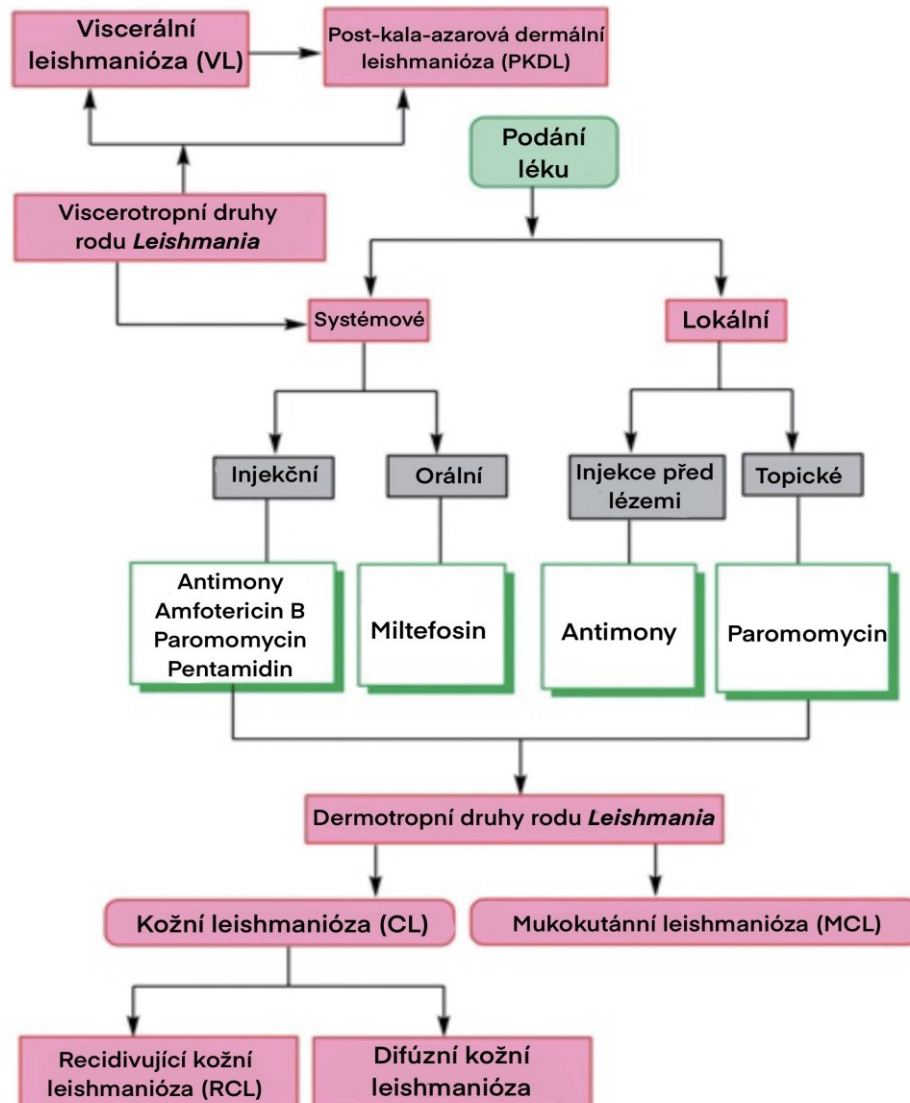 Viscerální
leishmanióza (VL)
Post-kala-azarová dermální
leishmanióza (PKDL)
Podání
léku
Viscerotropní druhy
rodu Leishmania
Systémové
Lokální
Injekční
Orální
Injekce před
lézemi
Topické
Antimony
Amfotericin B
Paromomycin
Pentamidin
Miltefosin
Antimony
Paromomycin
Dermotropní druhy rodu Leishmania
Kožní leishmanióza (CL)
Mukokutánní leishmanióza (MCL)
Recidivující kožní
leishmanióza (RCL)
Difúzní kožní
leishmanióza